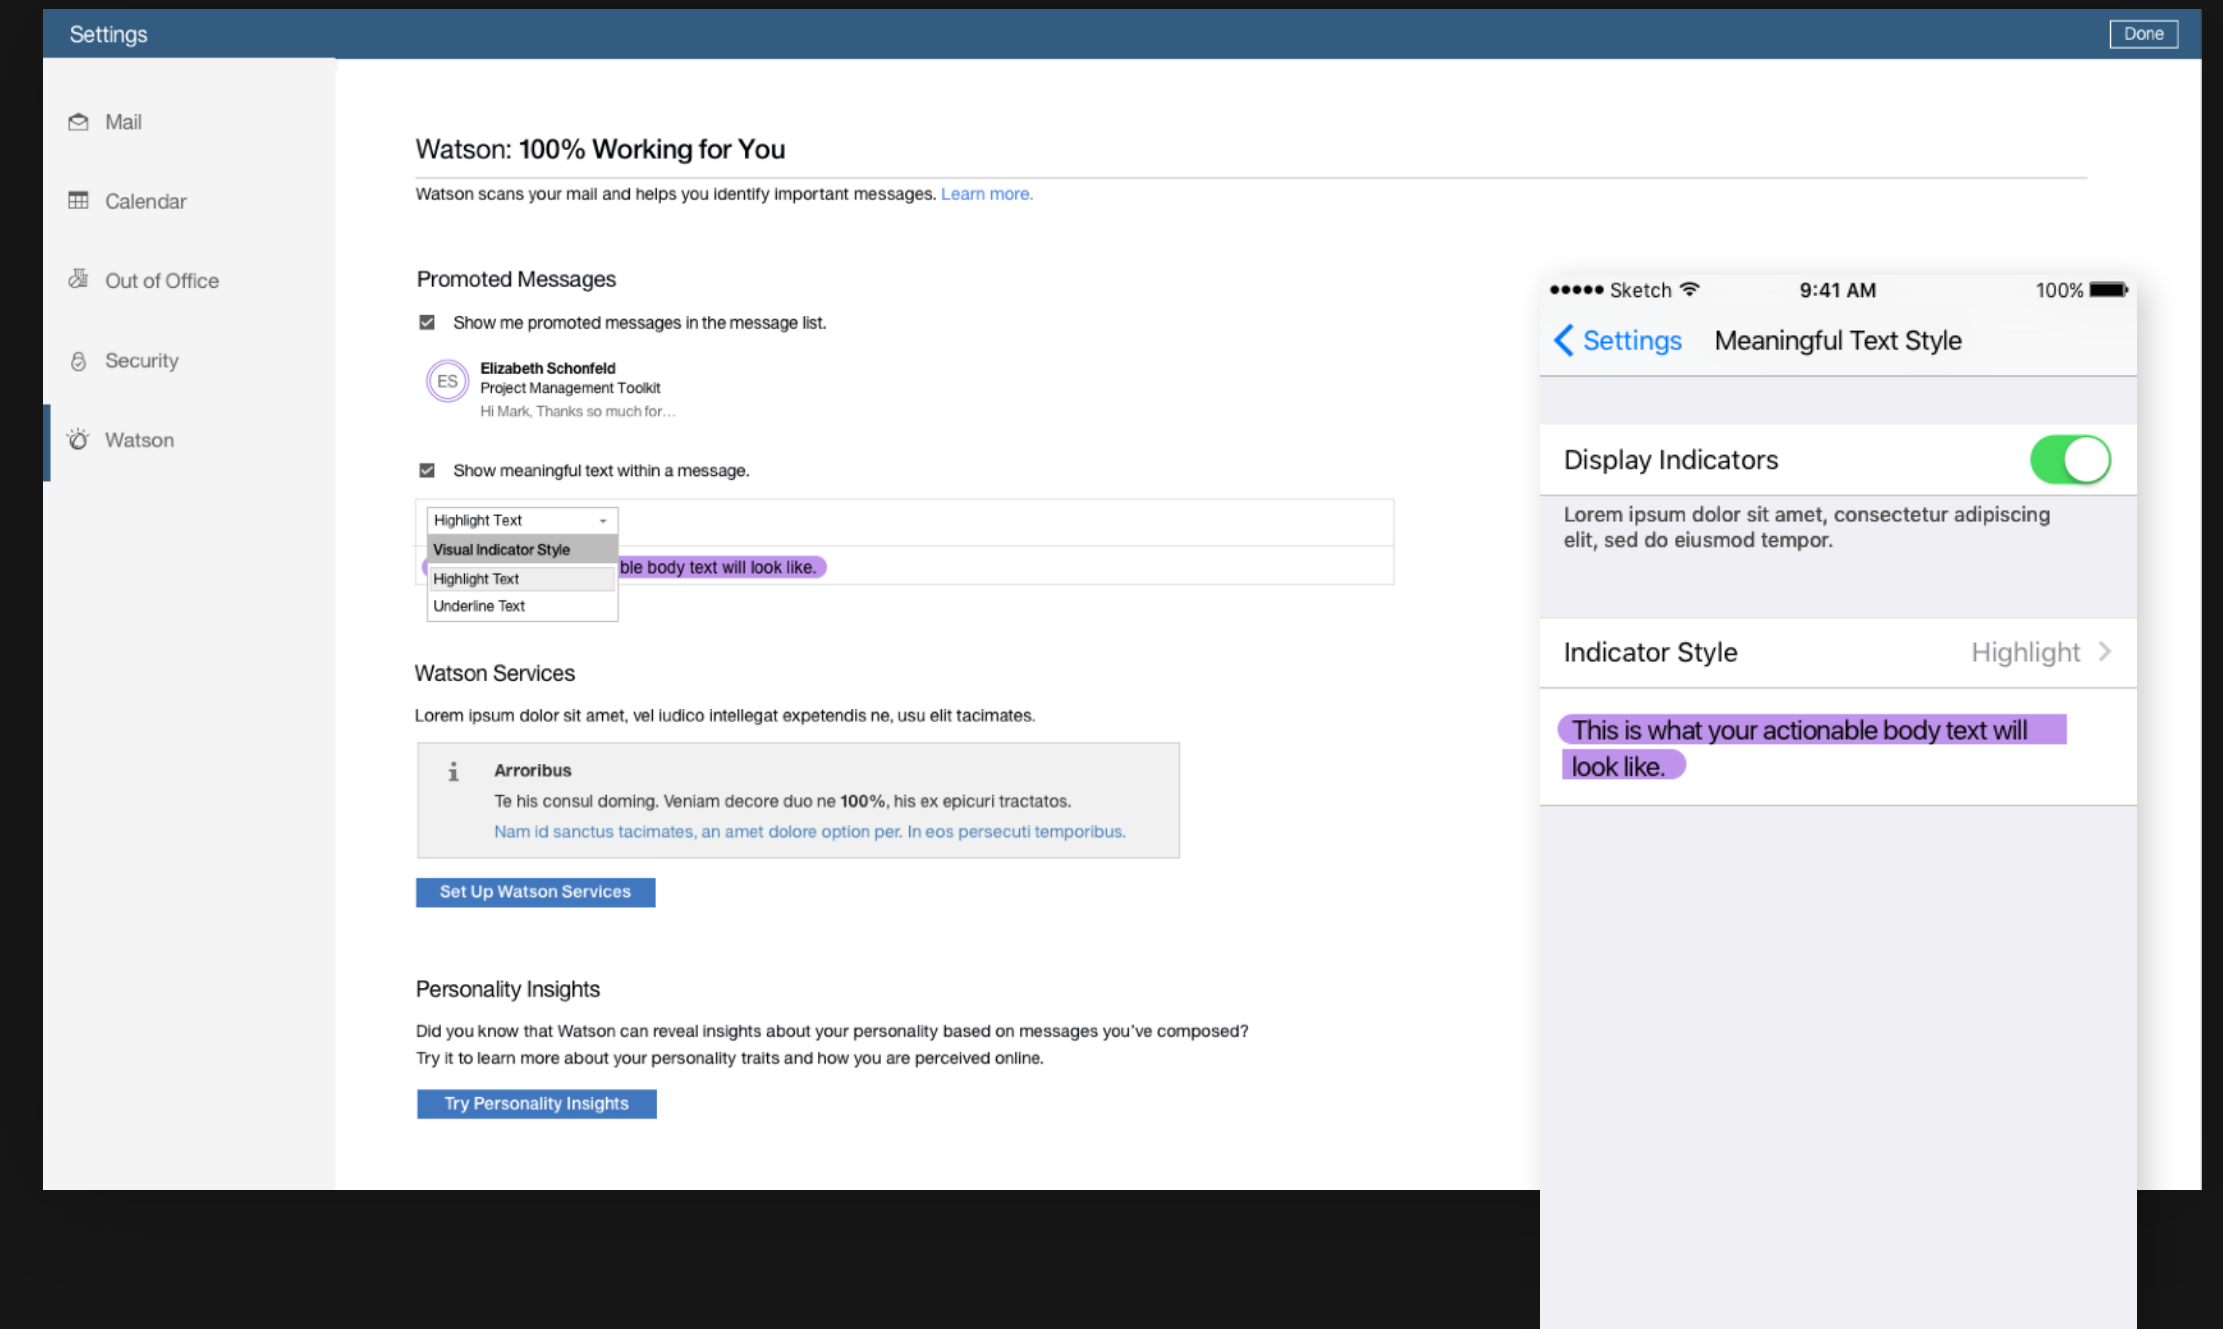 Settings
Done
Mail
Calendar
Out of Office
Security
Watson
Watson: 100% Working for You
Watson scans your mail and helps you identify important messages. Learn more.
Promoted Messages
Show me promoted messages in the message list.
ES
Elizabeth Schonfeld
Project Management Toolkit
Hi Mark, Thanks so much for...
Show meaningful text within a message.
Highlight Text
Visual Indicator Style
ble body text will look like.
Highlight Text
Underline Text
Watson Services
Lorem ipsum dolor sit amet, vel iudico intellegat expetendis ne, usu elit tacimates.
Arroribus
Te his consul doming. Veniam decore duo ne 100%, his ex epicuri tractatos.
Nam id sanctus tacimates, an amet dolore option per. In eos persecuti temporibus.
Set Up Watson Services
Personality Insights
Did you know that Watson can reveal insights about your personality based on messages you've composed?
Try it to learn more about your personality traits and how you are perceived online.
Try Personality Insights
Sketch 9:41 AM 100%
Settings Meaningful Text Style
Display Indicators
Lorem ipsum dolor sit amet, consectetur adipiscing
elit, sed do eiusmod tempor.
Indicator Style Highlight
This is what your actionable body text will
look like.